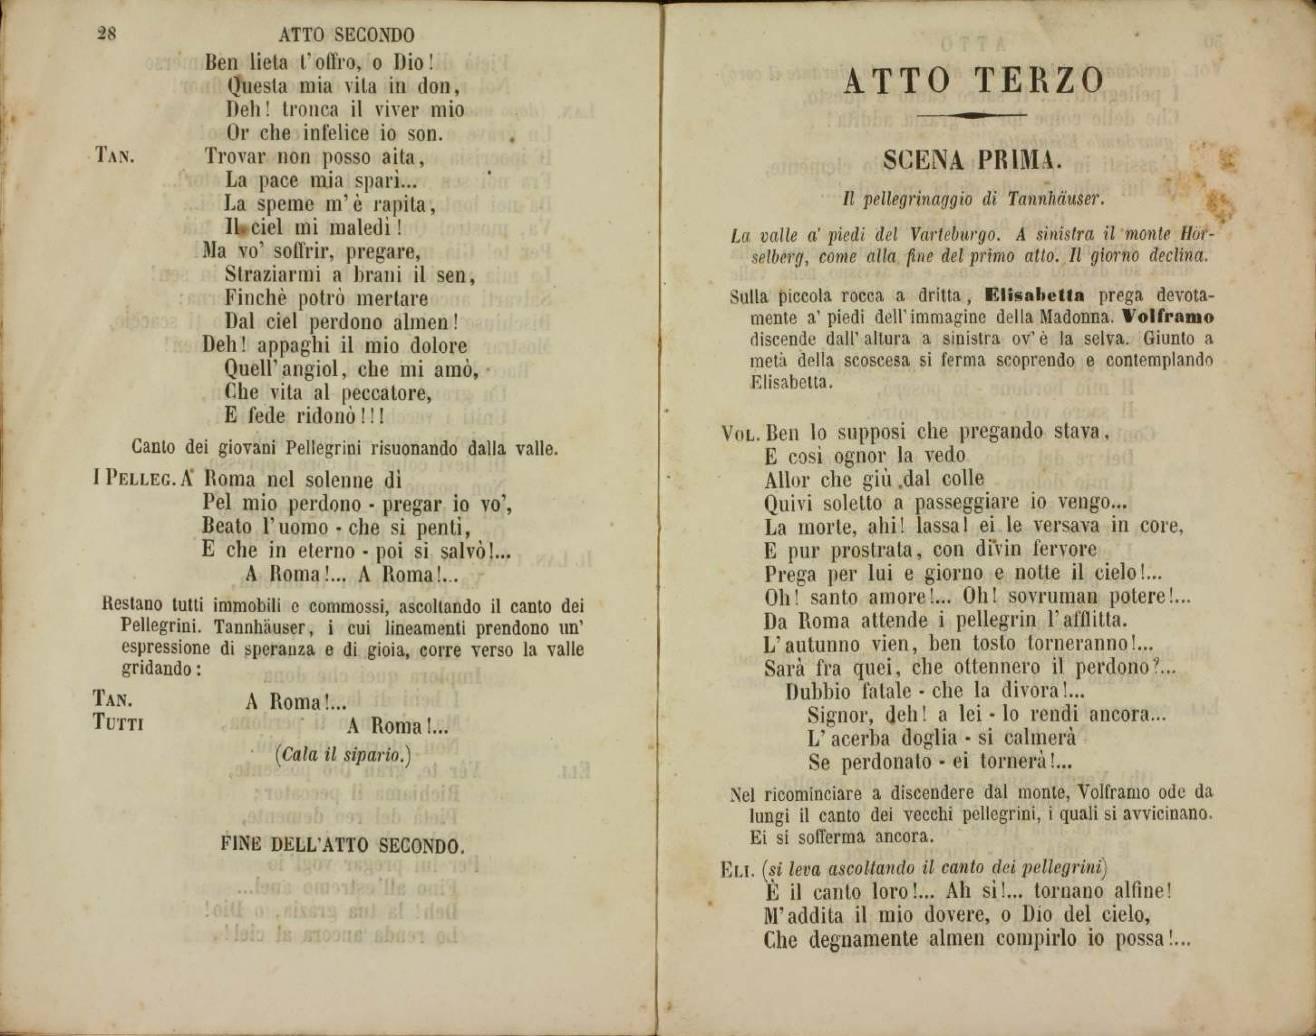 28
ATTO SECONDO
Ben lieta t'offro, o Dio!
Questa mia vita in don,
Deh! tronca il viver mio
Or che infelice io son.
TAN. Trovar non posso aita,
La pace mia sparì...
La speme m'è rapita,
Il ciel mi maledì!
Ma vo' soffrir, pregare,
Straziarmi a brani il sen,
Finchè potrò mertare
Dal ciel perdono almen!
Deh! appaghi il mio dolore
Quell'angiol, che mi amò,
Che vita al peccatore,
E fede ridonò!!!
Canto dei giovani Pellegrini risuonando dalla valle.
I PELLEG. A' Roma nel solenne dì
Pel mio perdono - pregar io vo',
Beato l'uomo - che si penti,
E che in eterno - poi si salvò!...
A Roma!... A Roma!...
Restano tutti immobili e commossi, ascoltando il canto dei
Pellegrini. Tannhäuser, i cui lineamenti prendono un'
espressione di speranza e di gioia, corre verso la valle
gridando:
TAN. A Roma!...
TUTTI A Roma!...
(Cala il sipario.)
FINE DELL'ATTO SECONDO.
ATTO TERZO
SCENA PRIMA.
Il pellegrinaggio di Tannhäuser.
La valle a' piedi del Varteburgo. A sinistra il monte Hör-
selberg, come alla fine del primo atto. Il giorno declina.
Sulla piccola rocca a dritta, Elisabetta prega devota-
mente a' piedi dell'immagine della Madonna. Volframo
discende dall'altura a sinistra ov'è la selva. Giunto a
metà della scoscesa si ferma scoprendo e contemplando
Elisabetta.
VOL. Ben lo supposi che pregando stava,
E così ognor la vedo
Allor che giù dal colle
Quivi soletto a passeggiare io vengo...
La morte, ahi! lassa! ei le versava in core,
E pur prostrata, con divin fervore
Prega per lui e giorno e notte il cielo!...
Oh! santo amore!... Oh! sovruman potere!...
Da Roma attende i pellegrin l'afflitta.
L'autunno vien, ben tosto torneranno!...
Sarà fra quei, che ottennero il perdono?...
Dubbio fatale - che la divora!...
Signor, deh! a lei - lo rendi ancora...
L'acerba doglia - si calmerà
Se perdonato - ei tornerà!...
Nel ricominciare a discendere dal monte, Volframo ode da
lungi il canto dei vecchi pellegrini, i quali si avvicinano.
Ei si sofferma ancora.
ELI. (si leva ascoltando il canto dei pellegrini)
È il canto loro!... Ah sì!... tornano alfine!
M'addita il mio dovere, o Dio del cielo,
Che degnamente almen compirlo io possa!...